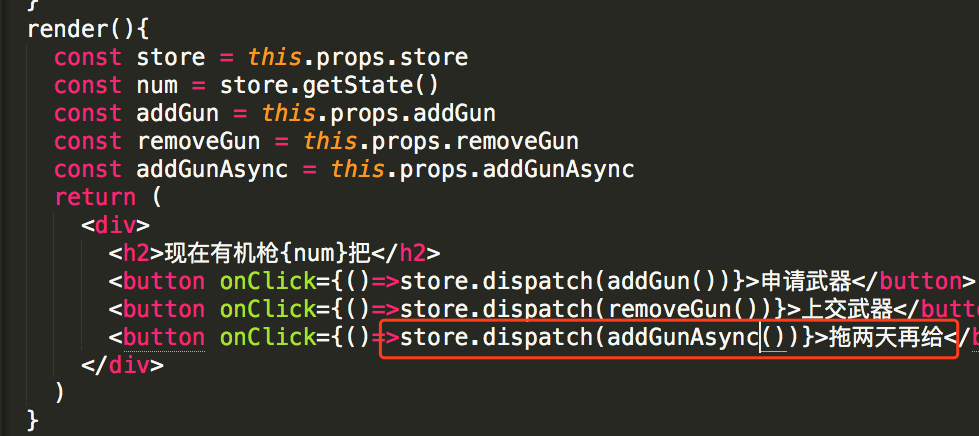 }
render(){
const store = this.props.store
const num = store.getState()
const addGun = this.props.addGun
const removeGun = this.props.removeGun
const addGunAsync = this.props.addGunAsync
return (
<div>
<h2>现在有机枪{num}把</h2>
<button onClick={()=>store.dispatch(addGun())}>申请武器</button>
<button onClick={()=>store.dispatch(removeGun())}>上交武器</butto
<button onClick={()=>store.dispatch(addGunAsync())}>拖两天再给</b
</div>
)
}